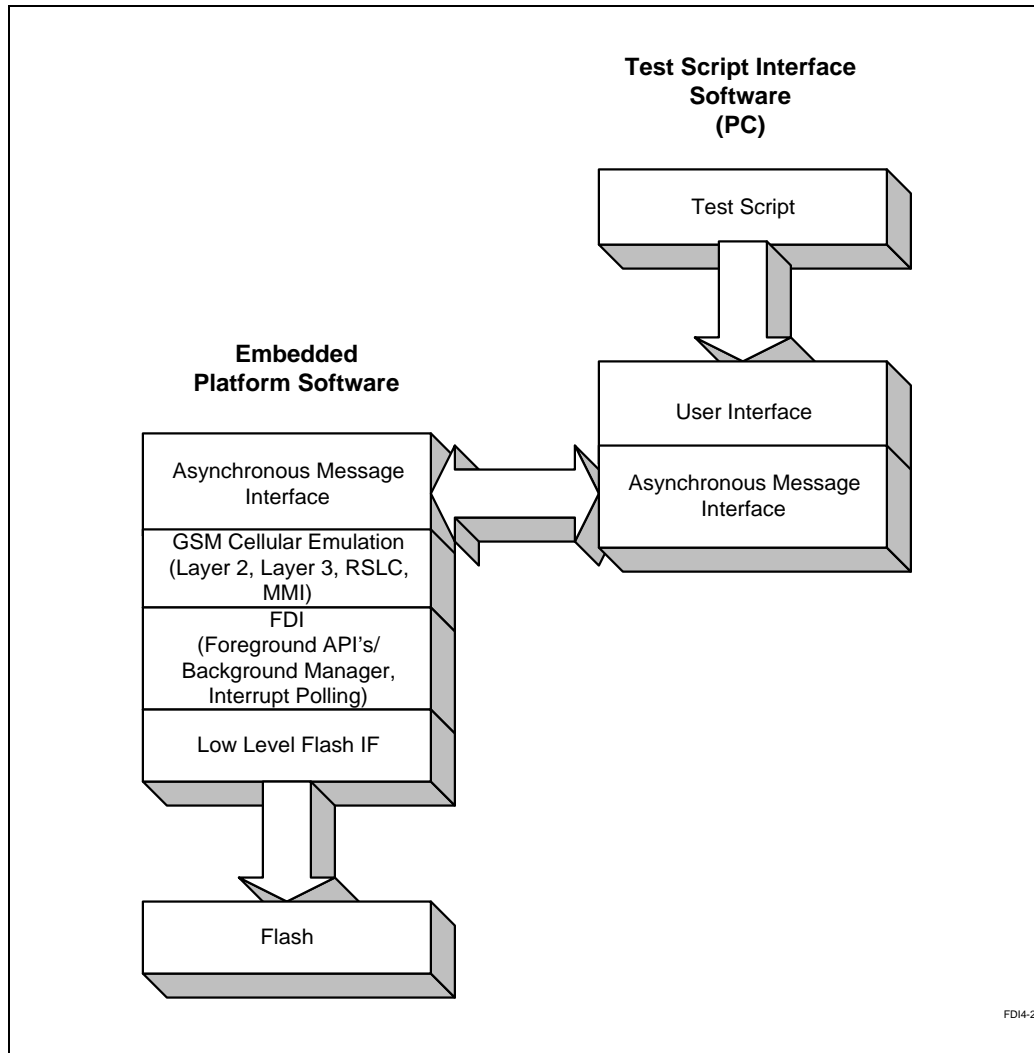 Test Script Interface
Software
(PC)
Test Script
User Interface
Asynchronous Message
Interface
Embedded
Platform Software
Asynchronous Message
Interface
GSM Cellular Emulation
(Layer 2, Layer 3, RSLC,
MMI)
FDI
(Foreground API's/
Background Manager,
Interrupt Polling)
Low Level Flash IF
Flash
FDI4-2